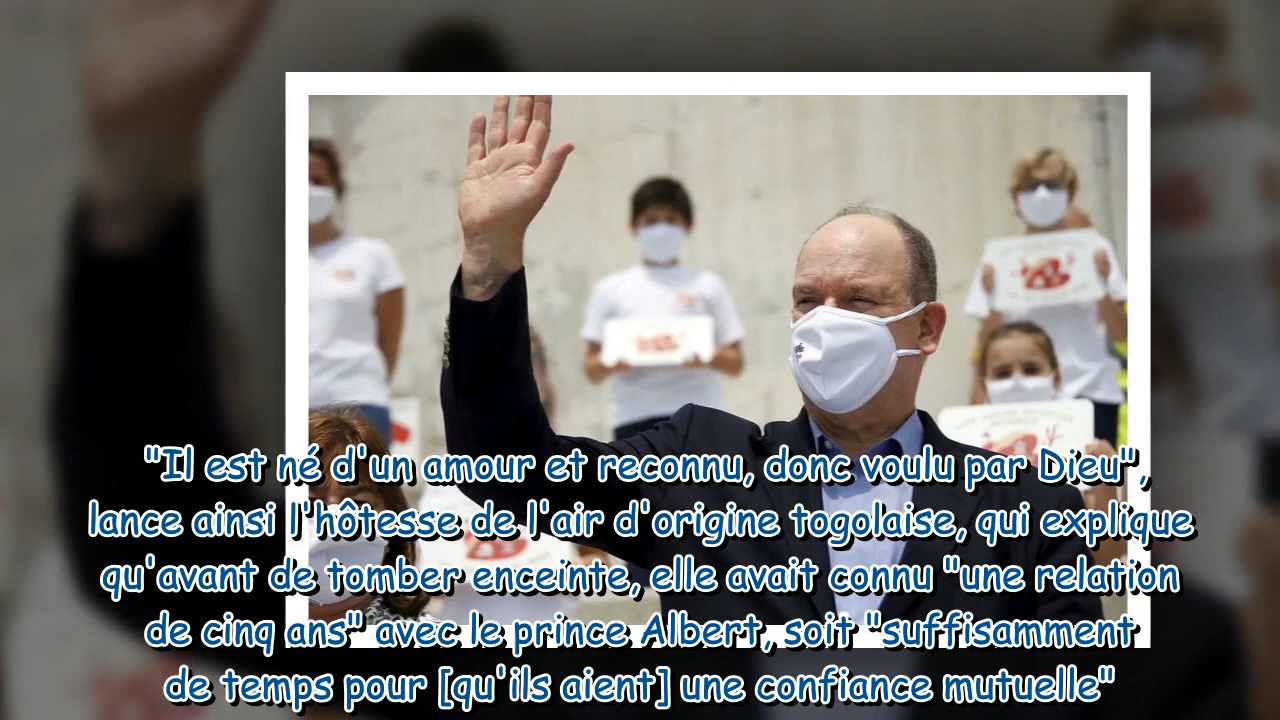 "Il est né d'un amour et reconnu, donc voulu par Dieu",
lance ainsi l'hôtesse de l'air d'origine togolaise, qui explique
qu'avant de tomber enceinte, elle avait connu "une relation
de cinq ans" avec le prince Albert, soit "suffisamment
de temps pour [qu'ils aient] une confiance mutuelle"